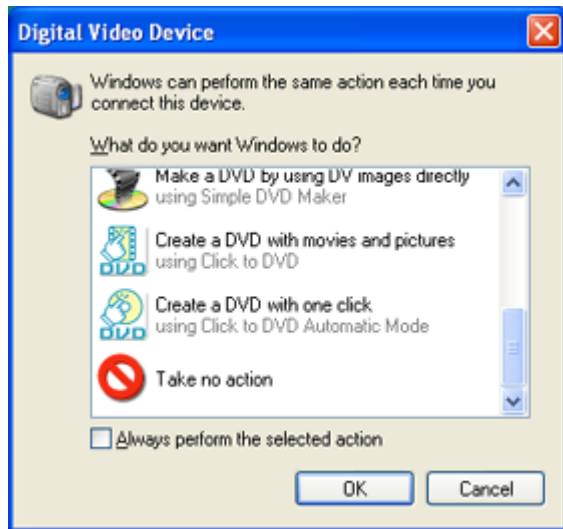 Digital Video Device
Windows can perform the same action each time you
connect this device.
What do you want Windows to do?
Make a DVD by using DV images directly
using Simple DVD Maker
Create a DVD with movies and pictures
using Click to DVD
DVD
Create a DVD with one click
using Click to DVD Automatic Mode
DVD
Take no action
Always perform the selected action
OK
Cancel